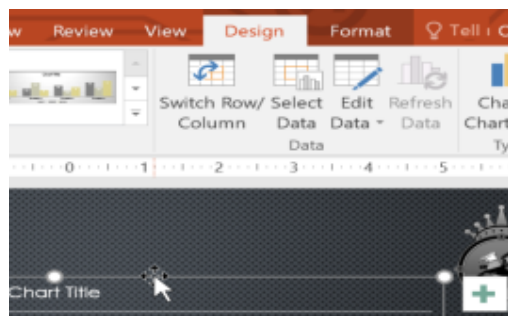 Review View Design Format Tell
Switch Row/ Select Edit Refresh
Column Data Data Data
Data
0 1 2 3 4 5
Chart Title